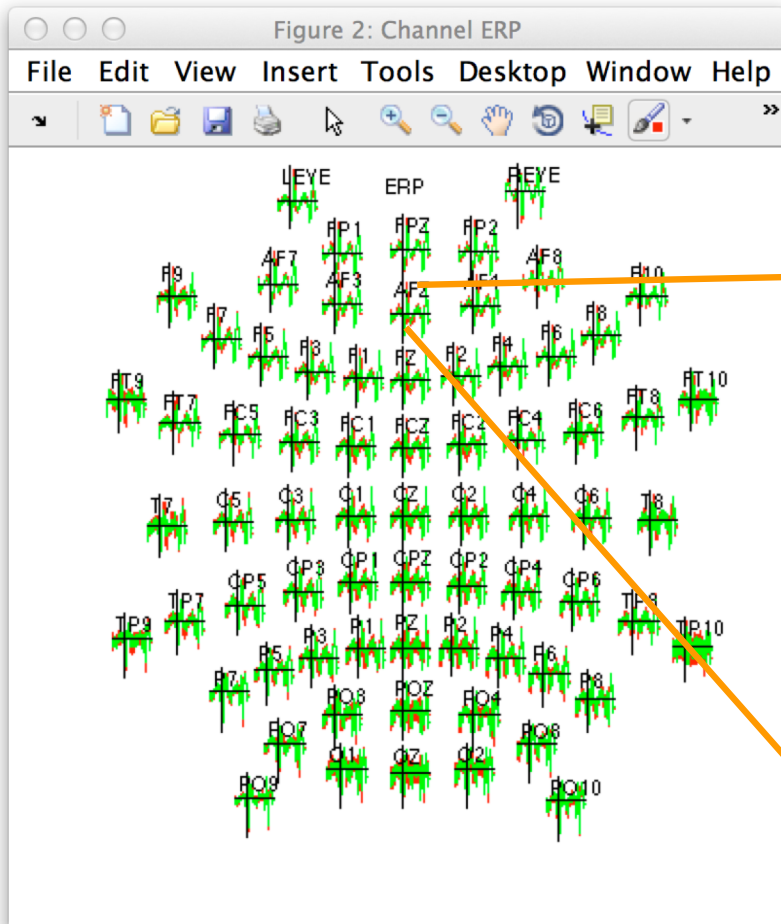 Figure 2: Channel ERP
File Edit View Insert Tools Desktop Window Help
»
LEYE ERP REYE
FP1 FPZ FP2
F9 AF7 AF3 AFZ AF4 AF8 F10
F7 F5 F3 F1 FZ F2 F4 F6 F8
FT9 FT7 FC5 FC3 FC1 FCZ FC2 FC4 FC6 FT8 FT10
T7 C5 C3 C1 CZ C2 C4 C6 T8
TP9 TP7 CP5 CP3 CP1 CPZ CP2 CP4 CP6 TP8 TP10
P7 P5 P3 P1 PZ P2 P4 P6 P8
PO9 PO7 PO3 POZ PO4 PO8 PO10
O1 OZ O2